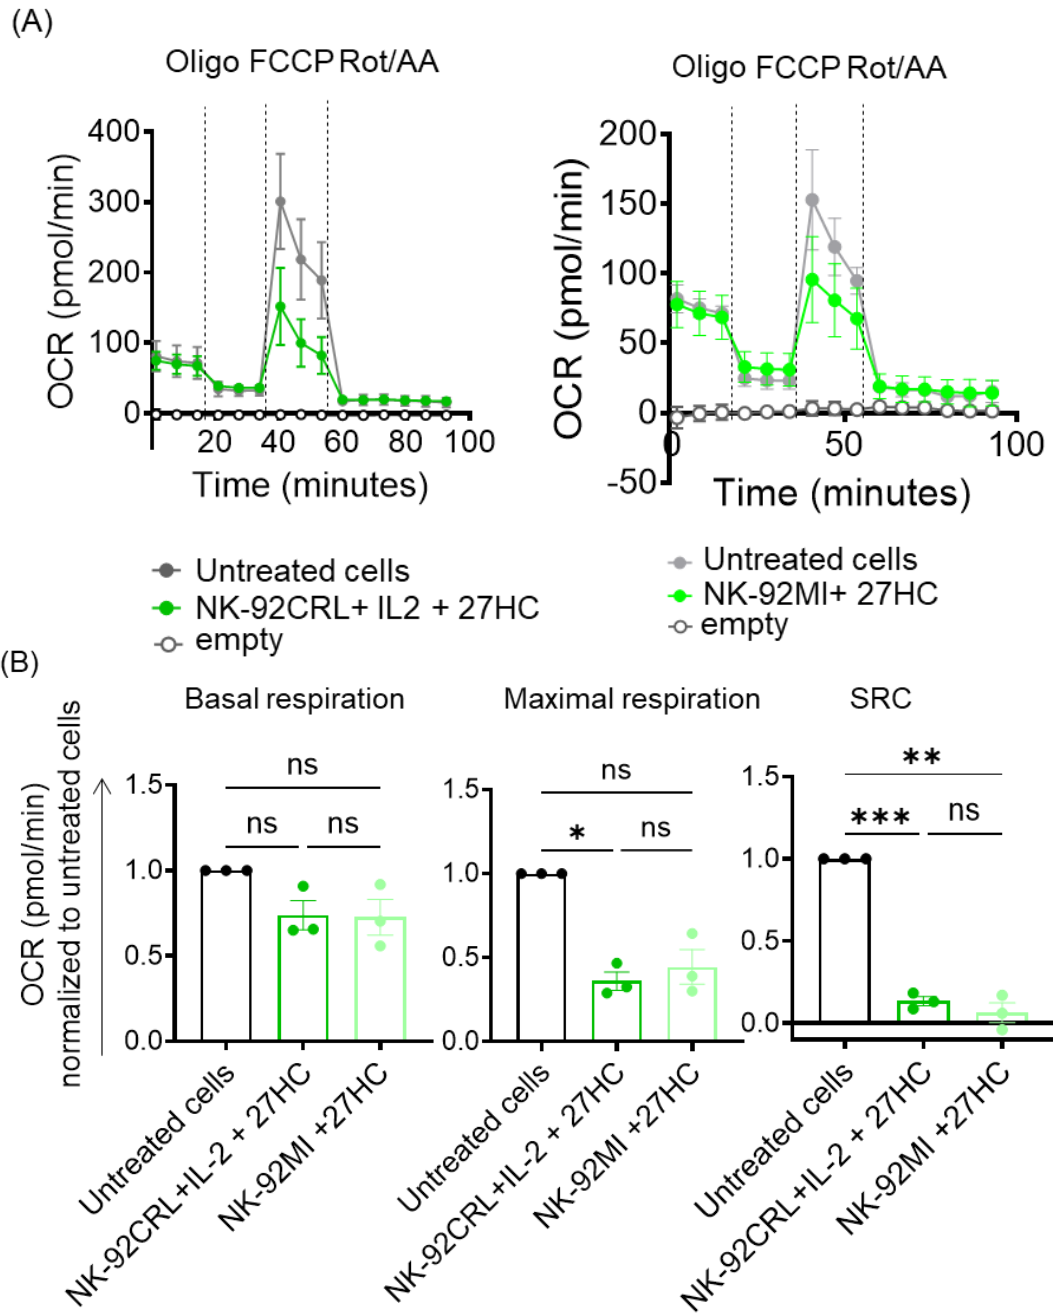 (A)
Oligo FCCP Rot/AA
OCR (pmol/min)
400
300
200
100
0
20 40 60 80 100
Time (minutes)
Untreated cells
NK-92CRL+ IL2 + 27HC
empty
Oligo FCCP Rot/AA
OCR (pmol/min)
200
150
100
50
0
-50
0 50 100
Time (minutes)
Untreated cells
NK-92MI+ 27HC
empty
(B)
OCR (pmol/min)
normalized to untreated cells
Basal respiration
1.5
1.0
0.5
0.0
ns
ns ns
Untreated cells
NK-92CRL+IL-2 + 27HC
NK-92MI +27HC
Maximal respiration
1.5
1.0
0.5
0.0
ns
* ns
Untreated cells
NK-92CRL+IL-2 + 27HC
NK-92MI +27HC
SRC
1.5
1.0
0.5
0.0
**
*** ns
Untreated cells
NK-92CRL+IL-2 + 27HC
NK-92MI +27HC